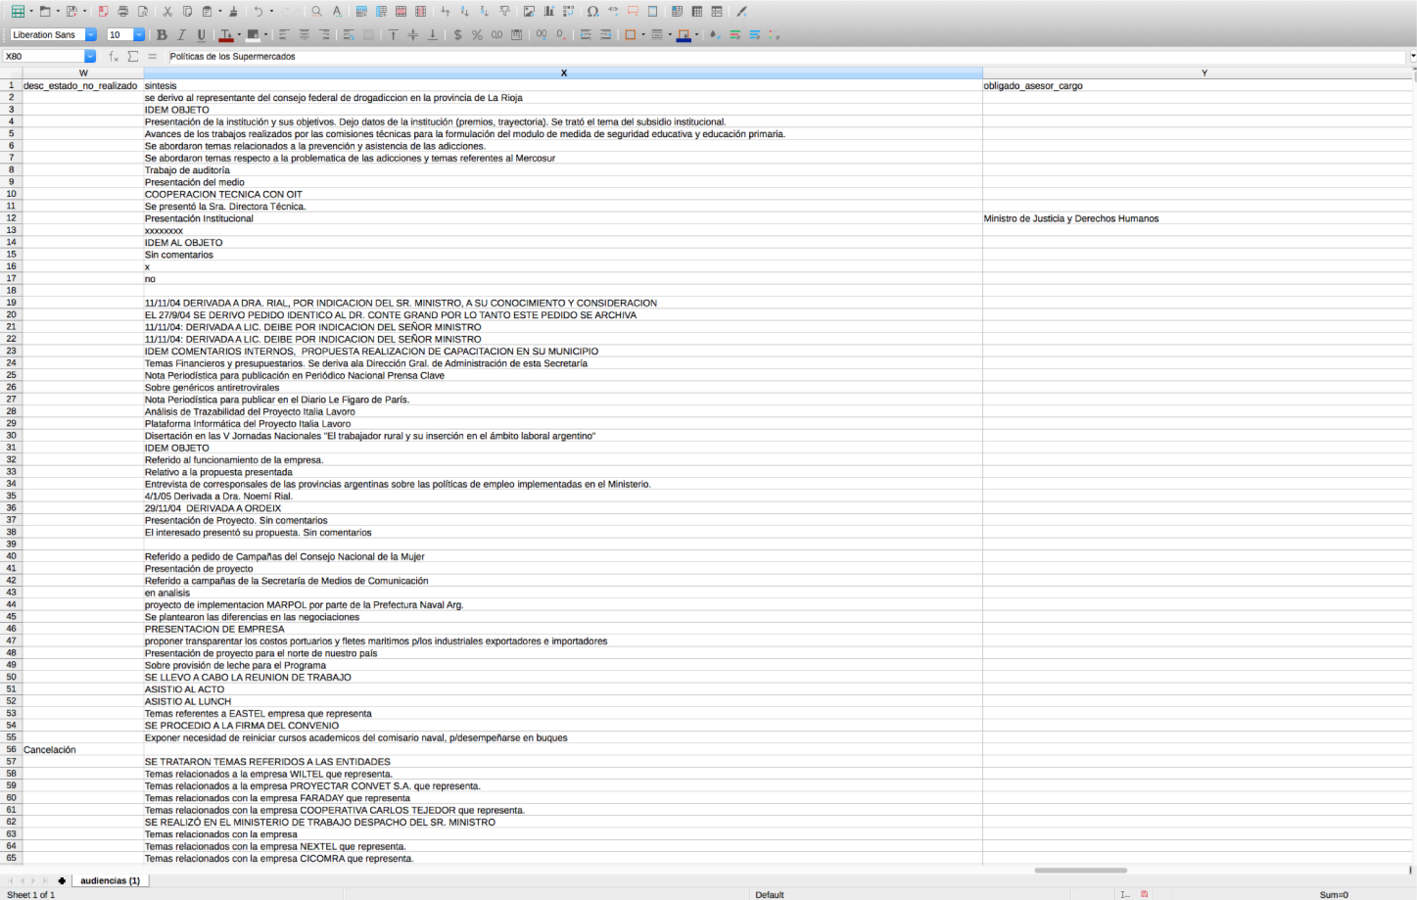 Liberation Sans 10
X80 Políticas de los Supermercados
W X Y
1 desc_estado_no_realizado sintesis obligado_asesor_cargo
2 se derivo al representante del consejo federal de drogadiccion en la provincia de La Rioja
3 IDEM OBJETO
4 Presentación de la institución y sus objetivos. Dejo datos de la institución (premios, trayectoria). Se trató el tema del subsidio institucional.
5 Avances de los trabajos realizados por las comisiones técnicas para la formulación del modulo de medida de seguridad educativa y educación primaria.
6 Se abordaron temas relacionados a la prevención y asistencia de las adicciones.
7 Se abordaron temas respecto a la problematica de las adicciones y temas referentes al Mercosur
8 Trabajo de auditoría
9 Presentación del medio
10 COOPERACION TECNICA CON OIT
11 Se presentó la Sra. Directora Técnica.
12 Presentación Institucional Ministro de Justicia y Derechos Humanos
13 xxxxxxxx
14 IDEM AL OBJETO
15 Sin comentarios
16 x
17 no
18
19 11/11/04 DERIVADA A DRA. RIAL, POR INDICACION DEL SR. MINISTRO, A SU CONOCIMIENTO Y CONSIDERACION
20 EL 27/9/04 SE DERIVO PEDIDO IDENTICO AL DR. CONTE GRAND POR LO TANTO ESTE PEDIDO SE ARCHIVA
21 11/11/04: DERIVADA A LIC. DEIBE POR INDICACION DEL SEÑOR MINISTRO
22 11/11/04: DERIVADA A LIC. DEIBE POR INDICACION DEL SEÑOR MINISTRO
23 IDEM COMENTARIOS INTERNOS, PROPUESTA REALIZACION DE CAPACITACION EN SU MUNICIPIO
24 Temas Financieros y presupuestarios. Se deriva ala Dirección Gral. de Administración de esta Secretaría
25 Nota Periodística para publicación en Periódico Nacional Prensa Clave
26 Sobre genéricos antiretrovirales
27 Nota Periodística para publicar en el Diario Le Figaro de París.
28 Análisis de Trazabilidad del Proyecto Italia Lavoro
29 Plataforma Informática del Proyecto Italia Lavoro
30 Disertación en las V Jornadas Nacionales "El trabajador rural y su inserción en el ámbito laboral argentino"
31 IDEM OBJETO
32 Referido al funcionamiento de la empresa.
33 Relativo a la propuesta presentada
34 Entrevista de corresponsales de las provincias argentinas sobre las políticas de empleo implementadas en el Ministerio.
35 4/1/05 Derivada a Dra. Noemí Rial.
36 29/11/04 DERIVADA A ORDEIX
37 Presentación de Proyecto. Sin comentarios
38 El interesado presentó su propuesta. Sin comentarios
39
40 Referido a pedido de Campañas del Consejo Nacional de la Mujer
41 Presentación de proyecto
42 Referido a campañas de la Secretaría de Medios de Comunicación
43 en analisis
44 proyecto de implementacion MARPOL por parte de la Prefectura Naval Arg.
45 Se plantearon las diferencias en las negociaciones
46 PRESENTACION DE EMPRESA
47 proponer transparentar los costos portuarios y fletes maritimos p/los industriales exportadores e importadores
48 Presentación de proyecto para el norte de nuestro país
49 Sobre provisión de leche para el Programa
50 SE LLEVO A CABO LA REUNION DE TRABAJO
51 ASISTIO AL ACTO
52 ASISTIO AL LUNCH
53 Temas referentes a EASTEL empresa que representa
54 SE PROCEDIO A LA FIRMA DEL CONVENIO
55 Exponer necesidad de reiniciar cursos academicos del comisario naval, p/desempeñarse en buques
56 Cancelación
57 SE TRATARON TEMAS REFERIDOS A LAS ENTIDADES
58 Temas relacionados a la empresa WILTEL que representa.
59 Temas relacionados a la empresa PROYECTAR CONVET S.A. que representa.
60 Temas relacionados con la empresa FARADAY que representa
61 Temas relacionados con la empresa COOPERATIVA CARLOS TEJEDOR que representa.
62 SE REALIZÓ EN EL MINISTERIO DE TRABAJO DESPACHO DEL SR. MINISTRO
63 Temas relacionados con la empresa
64 Temas relacionados con la empresa NEXTEL que representa.
65 Temas relacionados con la empresa CICOMRA que representa.
audiencias (1)
Sheet 1 of 1 Default Sum=0